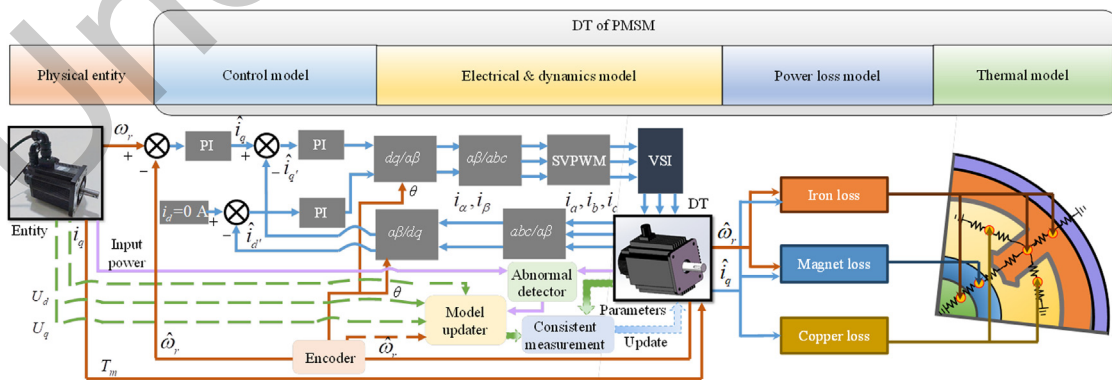 DT of PMSM
Physical entity
Control model
Electrical & dynamics model
Power loss model
Thermal model
ω_r
+
−
PI
î_q
+
−
î_q'
PI
dq/αβ
αβ/abc
SVPWM
VSI
θ
i_d=0 A
+
−
î_d'
PI
αβ/dq
i_α, i_β
abc/αβ
i_a, i_b, i_c
DT
Entity
i_q
Input
power
θ
Abnormal
detector
U_d
U_q
Model
updater
Consistent
measurement
Parameters
Update
ω̂_r
Encoder
ω̂_r
T_m
ω̂_r
î_q
Iron loss
Magnet loss
Copper loss